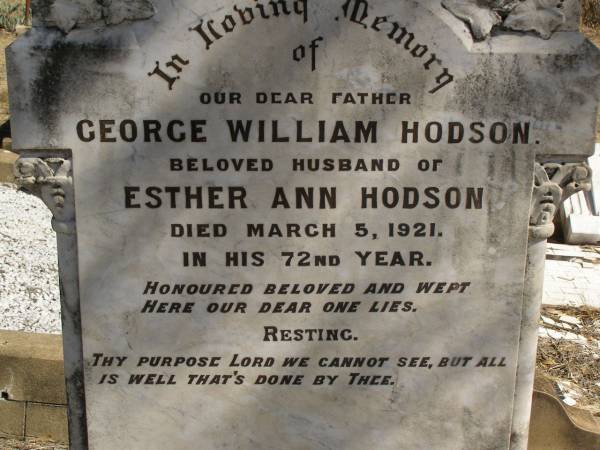 In Loving Memory
of
OUR DEAR FATHER
GEORGE WILLIAM HODSON.
BELOVED HUSBAND OF
ESTHER ANN HODSON
DIED MARCH 5, 1921.
IN HIS 72ND YEAR.
HONOURED BELOVED AND WEPT
HERE OUR DEAR ONE LIES.
RESTING.
THY PURPOSE LORD WE CANNOT SEE, BUT ALL
IS WELL THAT'S DONE BY THEE.